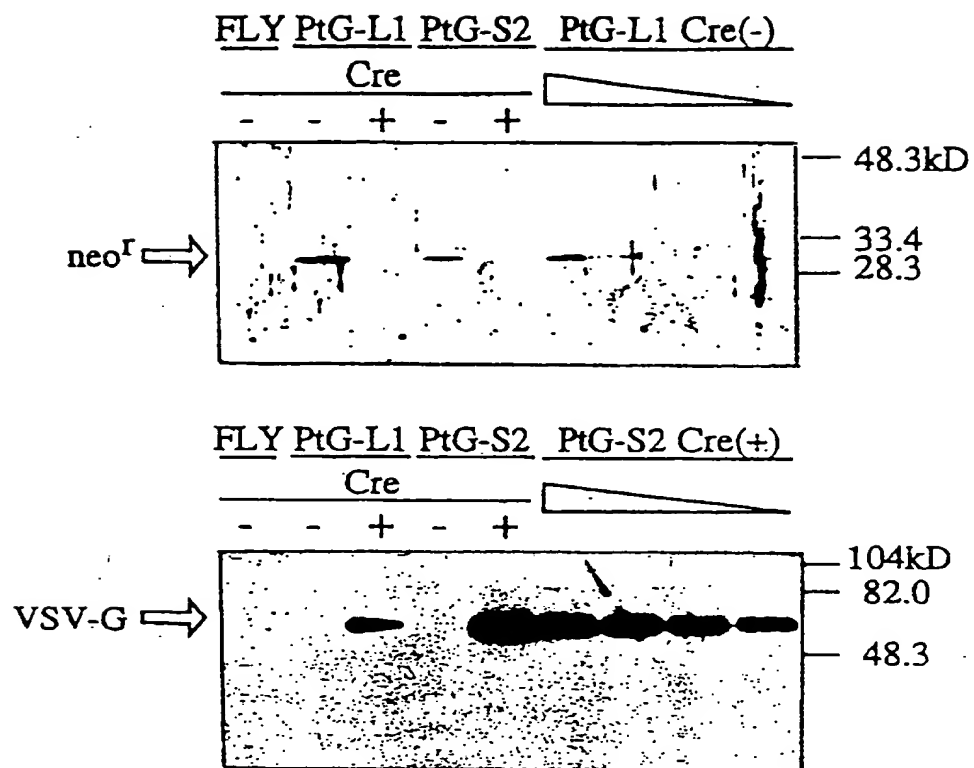 FLY PtG-L1 PtG-S2 PtG-L1 Cre(-)
Cre
- - + - +
48.3kD
33.4
neoʳ
28.3
FLY PtG-L1 PtG-S2 PtG-S2 Cre(+)
Cre
- - + - +
104kD
82.0
VSV-G
48.3